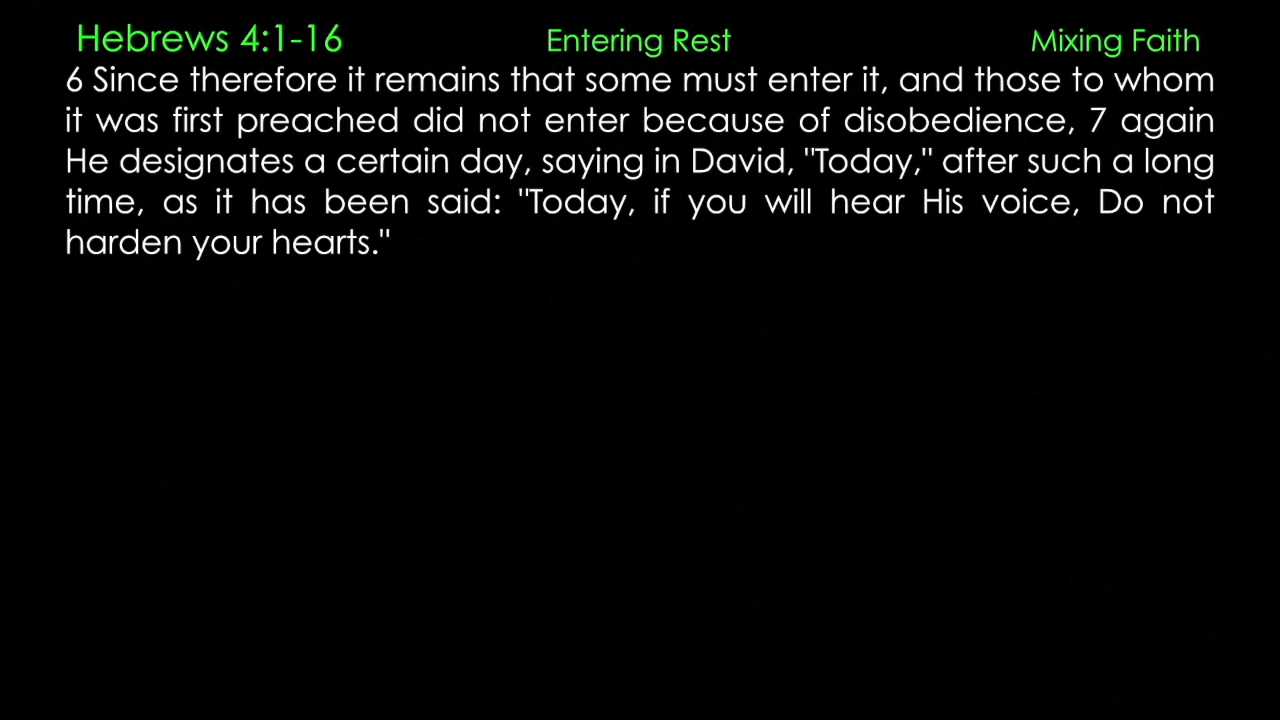 Hebrews 4:1-16 Entering Rest Mixing Faith
6 Since therefore it remains that some must enter it, and those to whom
it was first preached did not enter because of disobedience, 7 again
He designates a certain day, saying in David, "Today," after such a long
time, as it has been said: "Today, if you will hear His voice, Do not
harden your hearts."